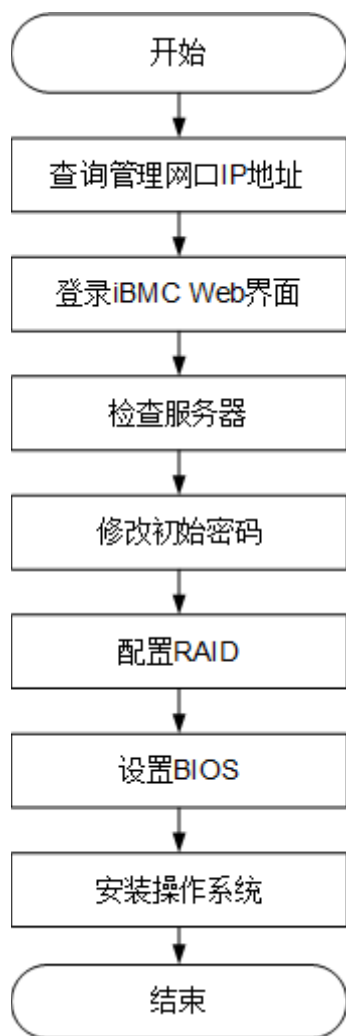 开始
查询管理网口IP地址
登录iBMC Web界面
检查服务器
修改初始密码
配置RAID
设置BIOS
安装操作系统
结束